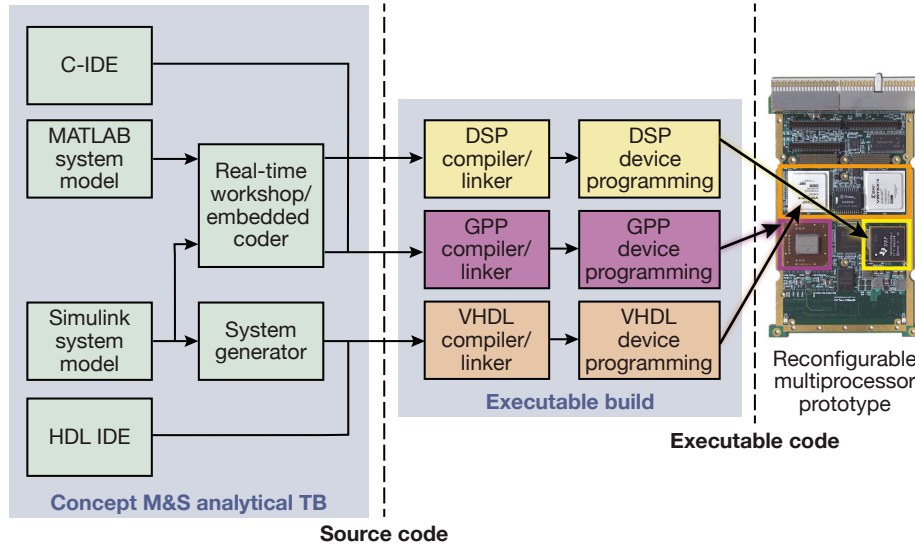 C-IDE
MATLAB
system
model
Real-time
workshop/
embedded
coder
Simulink
system
model
System
generator
HDL IDE
Concept M&S analytical TB
Source code
DSP
compiler/
linker
DSP
device
programming
GPP
compiler/
linker
GPP
device
programming
VHDL
compiler/
linker
VHDL
device
programming
Executable build
Executable code
Reconfigurable
multiprocessor
prototype